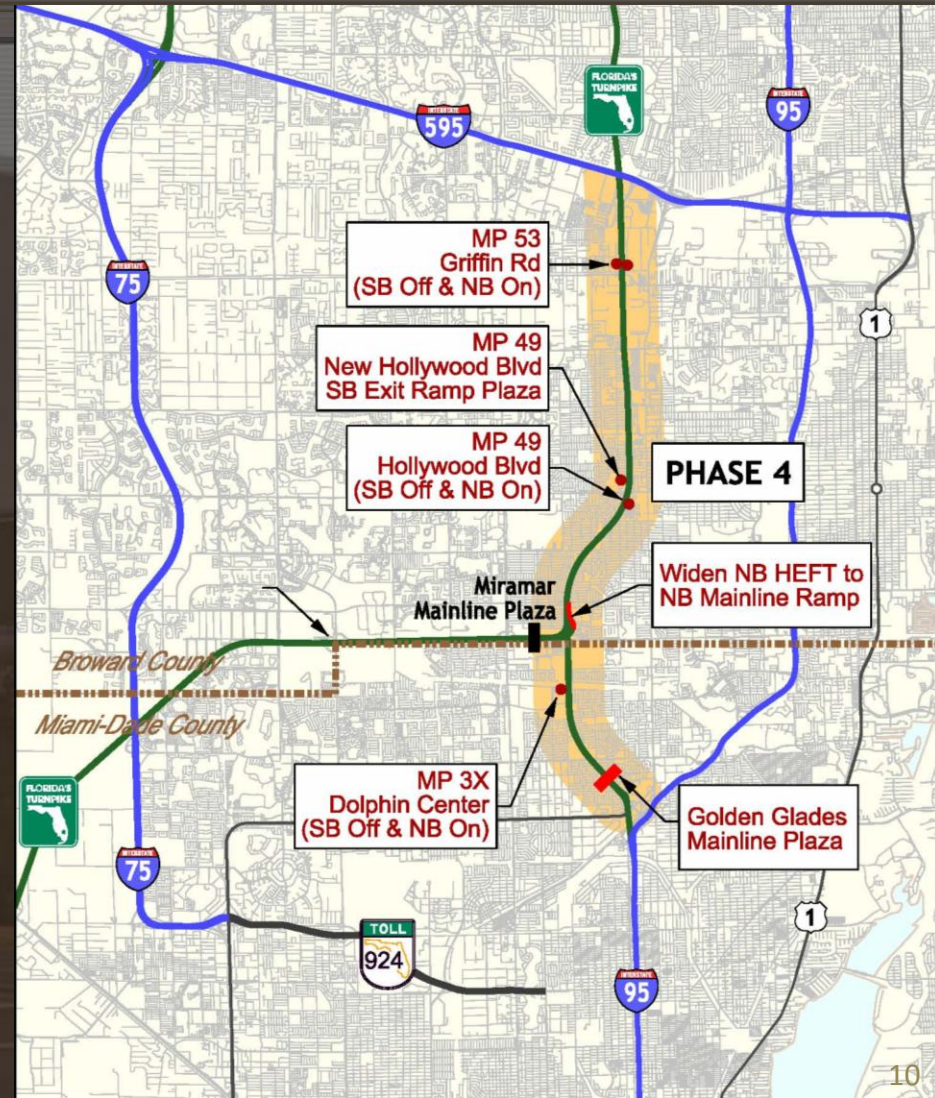 FLORIDA'S
TURNPIKE
INTERSTATE
95
INTERSTATE
595
MP 53
Griffin Rd
(SB Off & NB On)
INTERSTATE
75
1
MP 49
New Hollywood Blvd
SB Exit Ramp Plaza
MP 49
Hollywood Blvd
(SB Off & NB On)
PHASE 4
Miramar
Mainline Plaza
Widen NB HEFT to
NB Mainline Ramp
Broward County
Miami-Dade County
FLORIDA'S
TURNPIKE
MP 3X
Dolphin Center
(SB Off & NB On)
Golden Glades
Mainline Plaza
INTERSTATE
75
1
TOLL
924
INTERSTATE
95
10